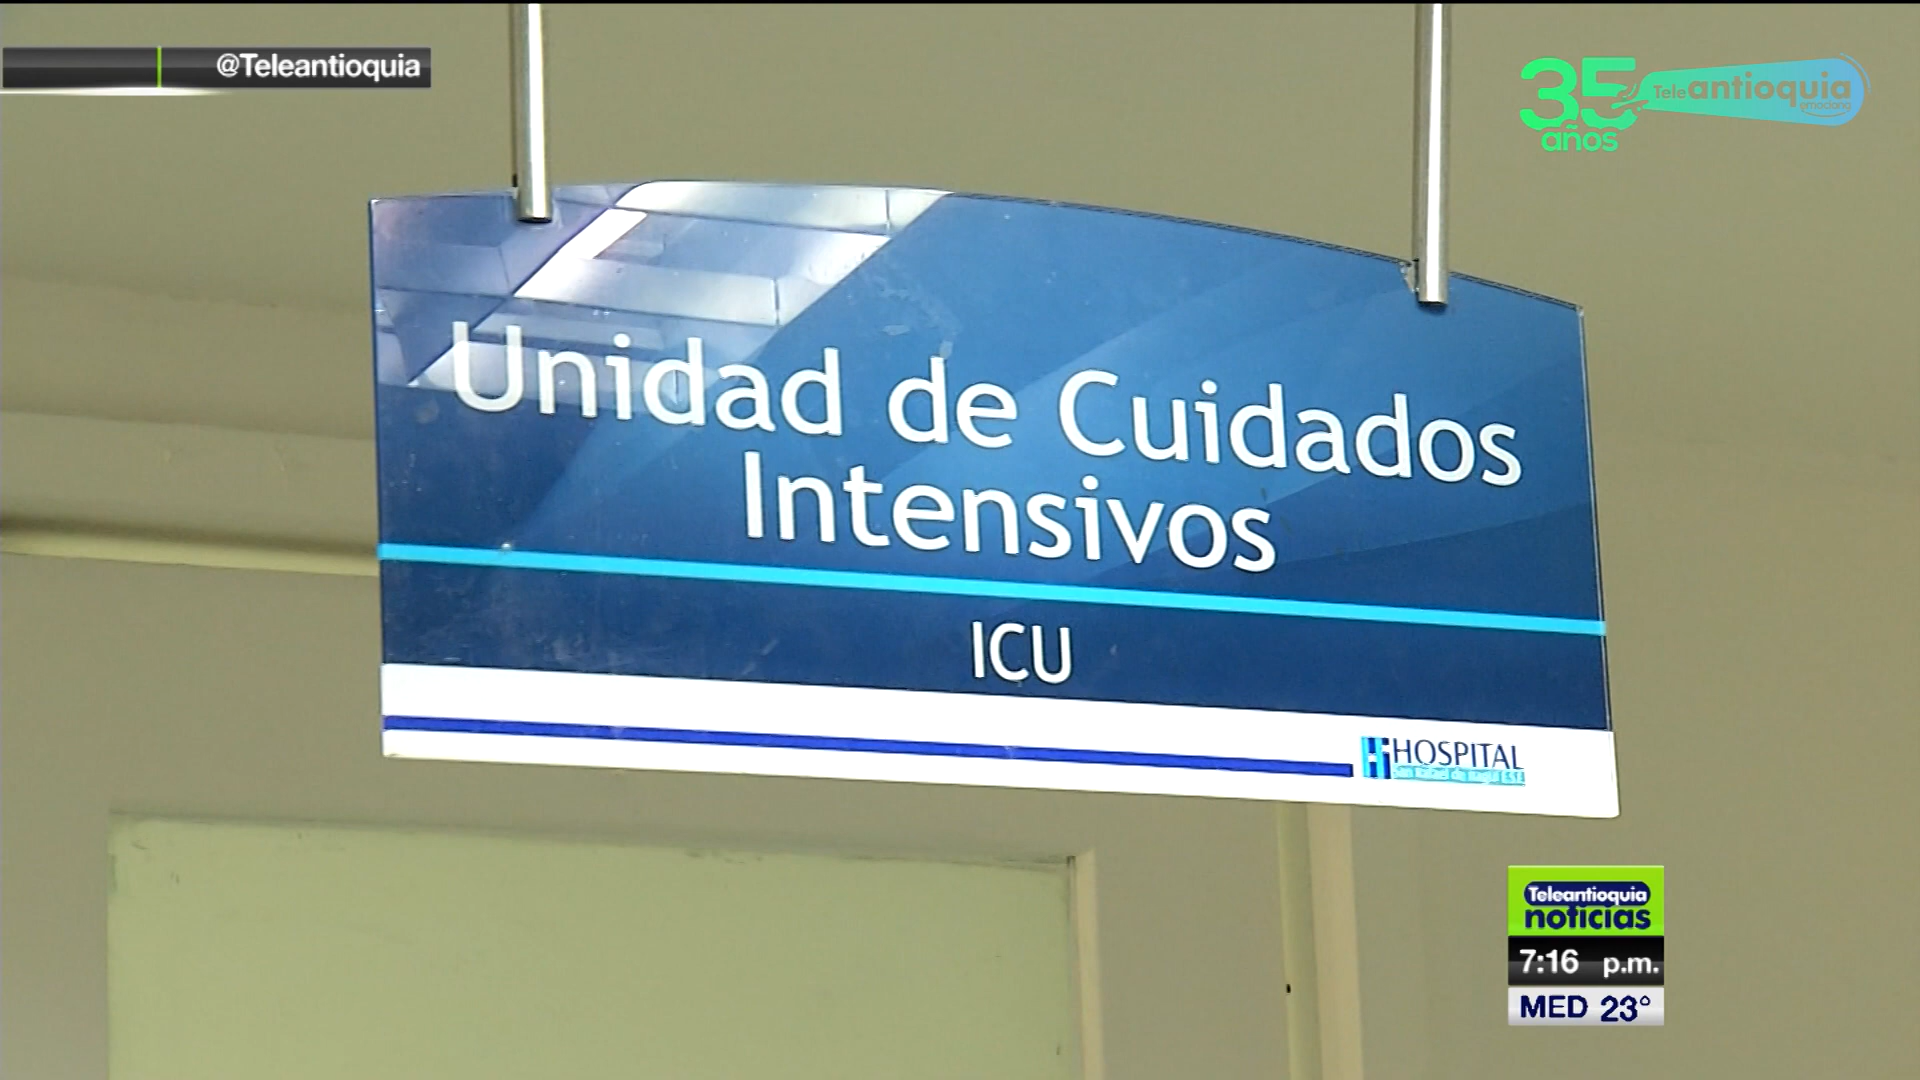 @Teleantioquia
35 años
Teleantioquia
Unidad de Cuidados
Intensivos
ICU
HOSPITAL
Teleantioquia
noticias
7:16 p.m.
MED 23°